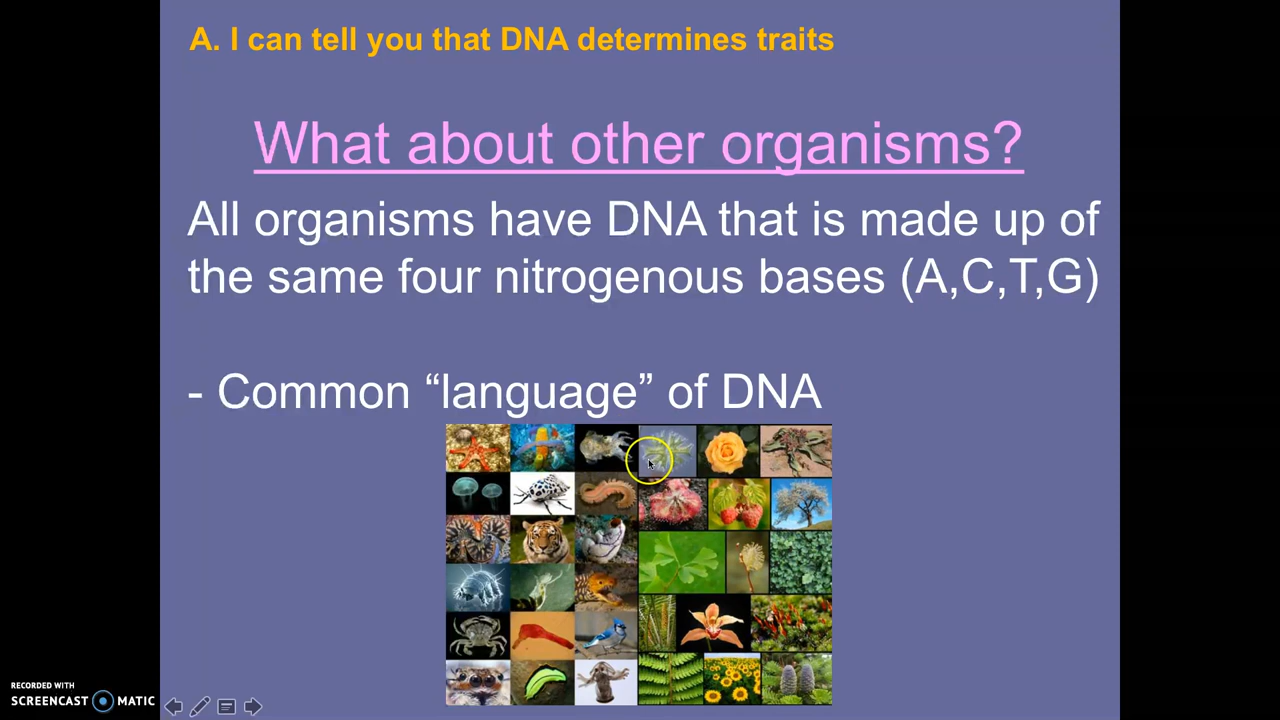 A. I can tell you that DNA determines traits
What about other organisms?
All organisms have DNA that is made up of
the same four nitrogenous bases (A,C,T,G)
- Common “language” of DNA
RECORDED WITH
SCREENCAST MATIC